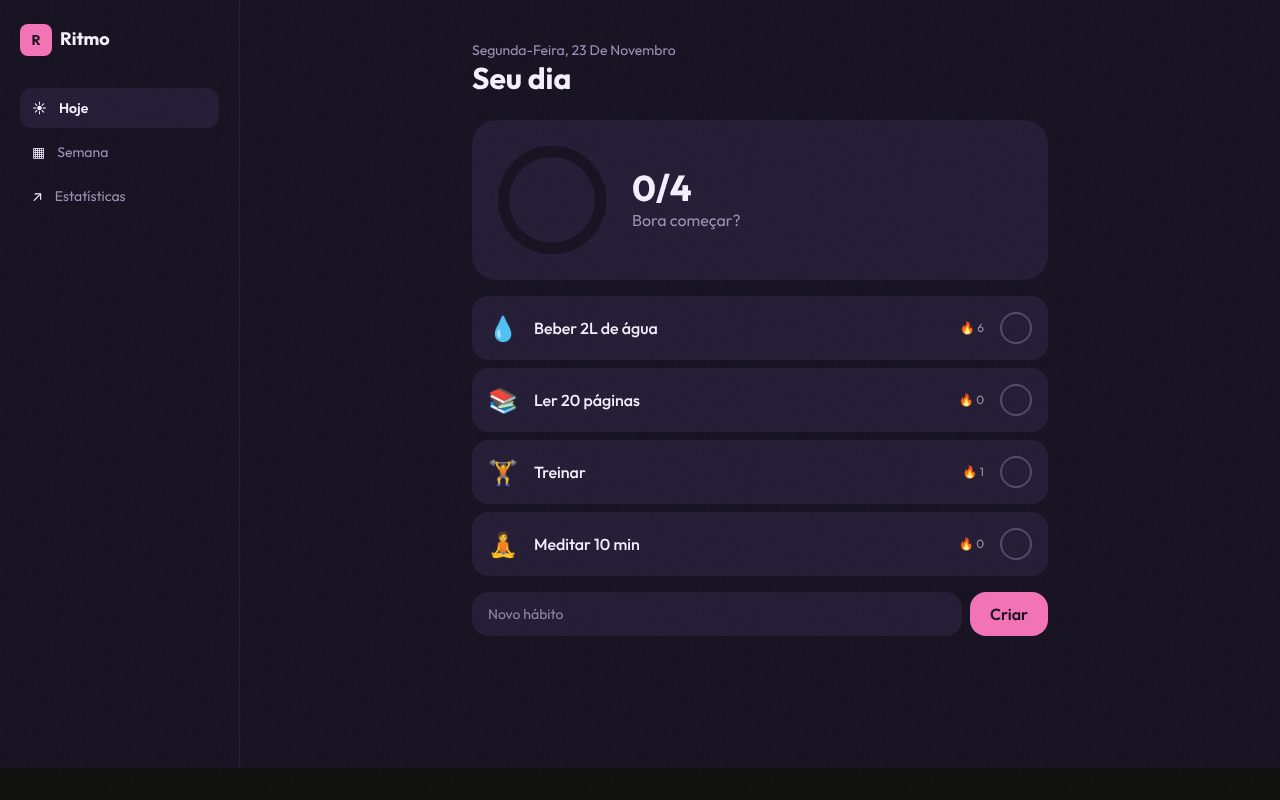 R Ritmo
Hoje
Semana
Estatísticas
Segunda-Feira, 23 De Novembro
Seu dia
0/4
Bora começar?
Beber 2L de água 🔥 6
Ler 20 páginas 🔥 0
Treinar 🔥 1
Meditar 10 min 🔥 0
Novo hábito Criar